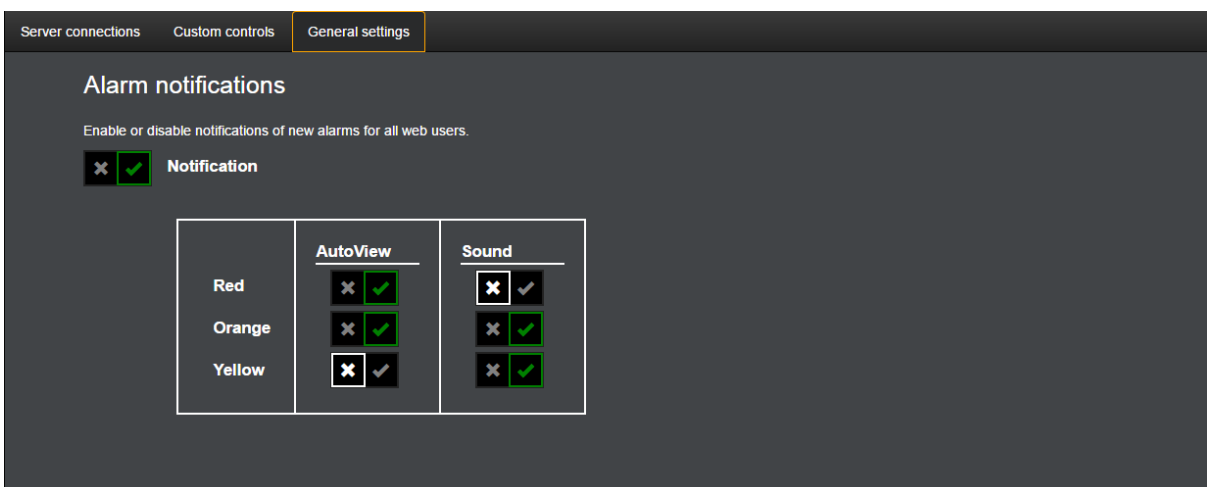 Server connections Custom controls General settings
Alarm notifications
Enable or disable notifications of new alarms for all web users.
Notification
AutoView Sound
Red
Orange
Yellow